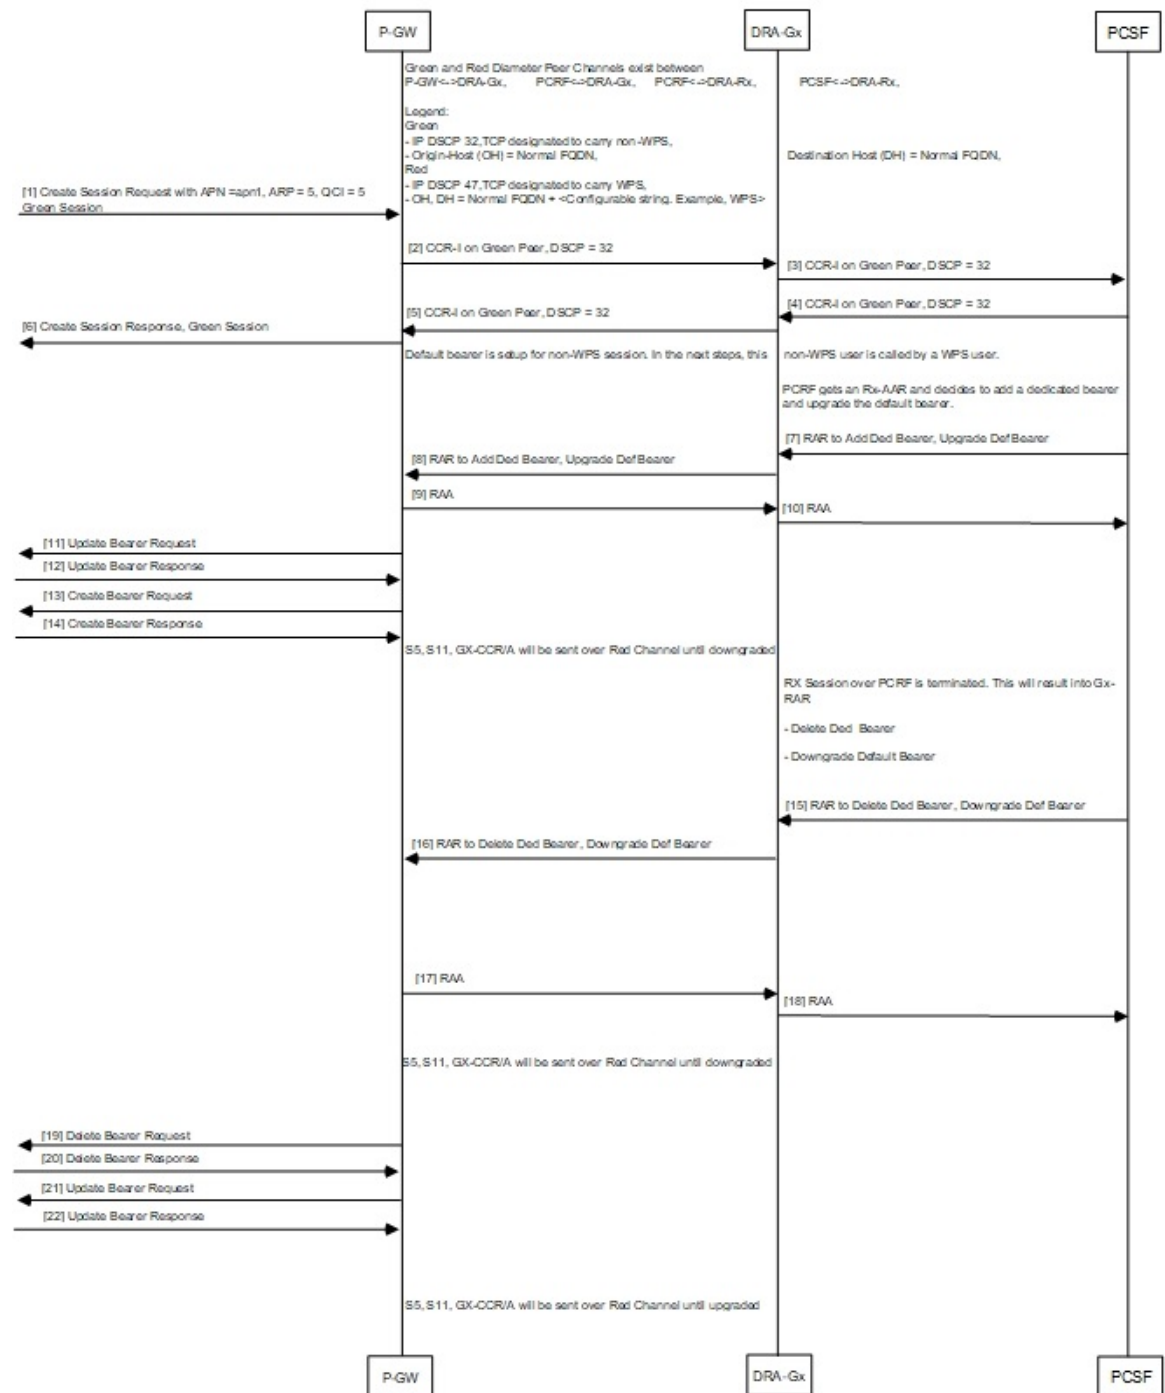 P-GW
DRA-Gx
PCSF
Green and Red Diameter Peer Channels exist between
P-GW<->DRA-Gx, PCRF<->DRA-Gx, PCRF<->DRA-Rx, PCSF<->DRA-Rx,
Legend:
Green
- IP DSCP 32,TCP designated to carry non-WPS,
- Origin-Host (OH) = Normal FQDN, Destination Host (DH) = Normal FQDN,
Red
- IP DSCP 47,TCP designated to carry WPS,
- OH, DH = Normal FQDN + <Configurable string. Example, WPS>
[1] Create Session Request with APN =apn1, ARP = 5, QCI = 5
Green Session
[2] CCR-I on Green Peer, DSCP = 32
[3] CCR-I on Green Peer, DSCP = 32
[4] CCR-I on Green Peer, DSCP = 32
[5] CCR-I on Green Peer, DSCP = 32
[6] Create Session Response, Green Session
Default bearer is setup for non-WPS session. In the next steps, this non-WPS user is called by a WPS user.
PCRF gets an Rx-AAR and decides to add a dedicated bearer
and upgrade the default bearer.
[7] RAR to Add Ded Bearer, Upgrade Def Bearer
[8] RAR to Add Ded Bearer, Upgrade Def Bearer
[9] RAA
[10] RAA
[11] Update Bearer Request
[12] Update Bearer Response
[13] Create Bearer Request
[14] Create Bearer Response
S5, S11, GX-CCR/A will be sent over Red Channel until downgraded
RX Session over PCRF is terminated. This will result into Gx-
RAR
- Delete Ded Bearer
- Downgrade Default Bearer
[15] RAR to Delete Ded Bearer, Downgrade Def Bearer
[16] RAR to Delete Ded Bearer, Downgrade Def Bearer
[17] RAA
[18] RAA
S5, S11, GX-CCR/A will be sent over Red Channel until downgraded
[19] Delete Bearer Request
[20] Delete Bearer Response
[21] Update Bearer Request
[22] Update Bearer Response
S5, S11, GX-CCR/A will be sent over Red Channel until upgraded
P-GW
DRA-Gx
PCSF